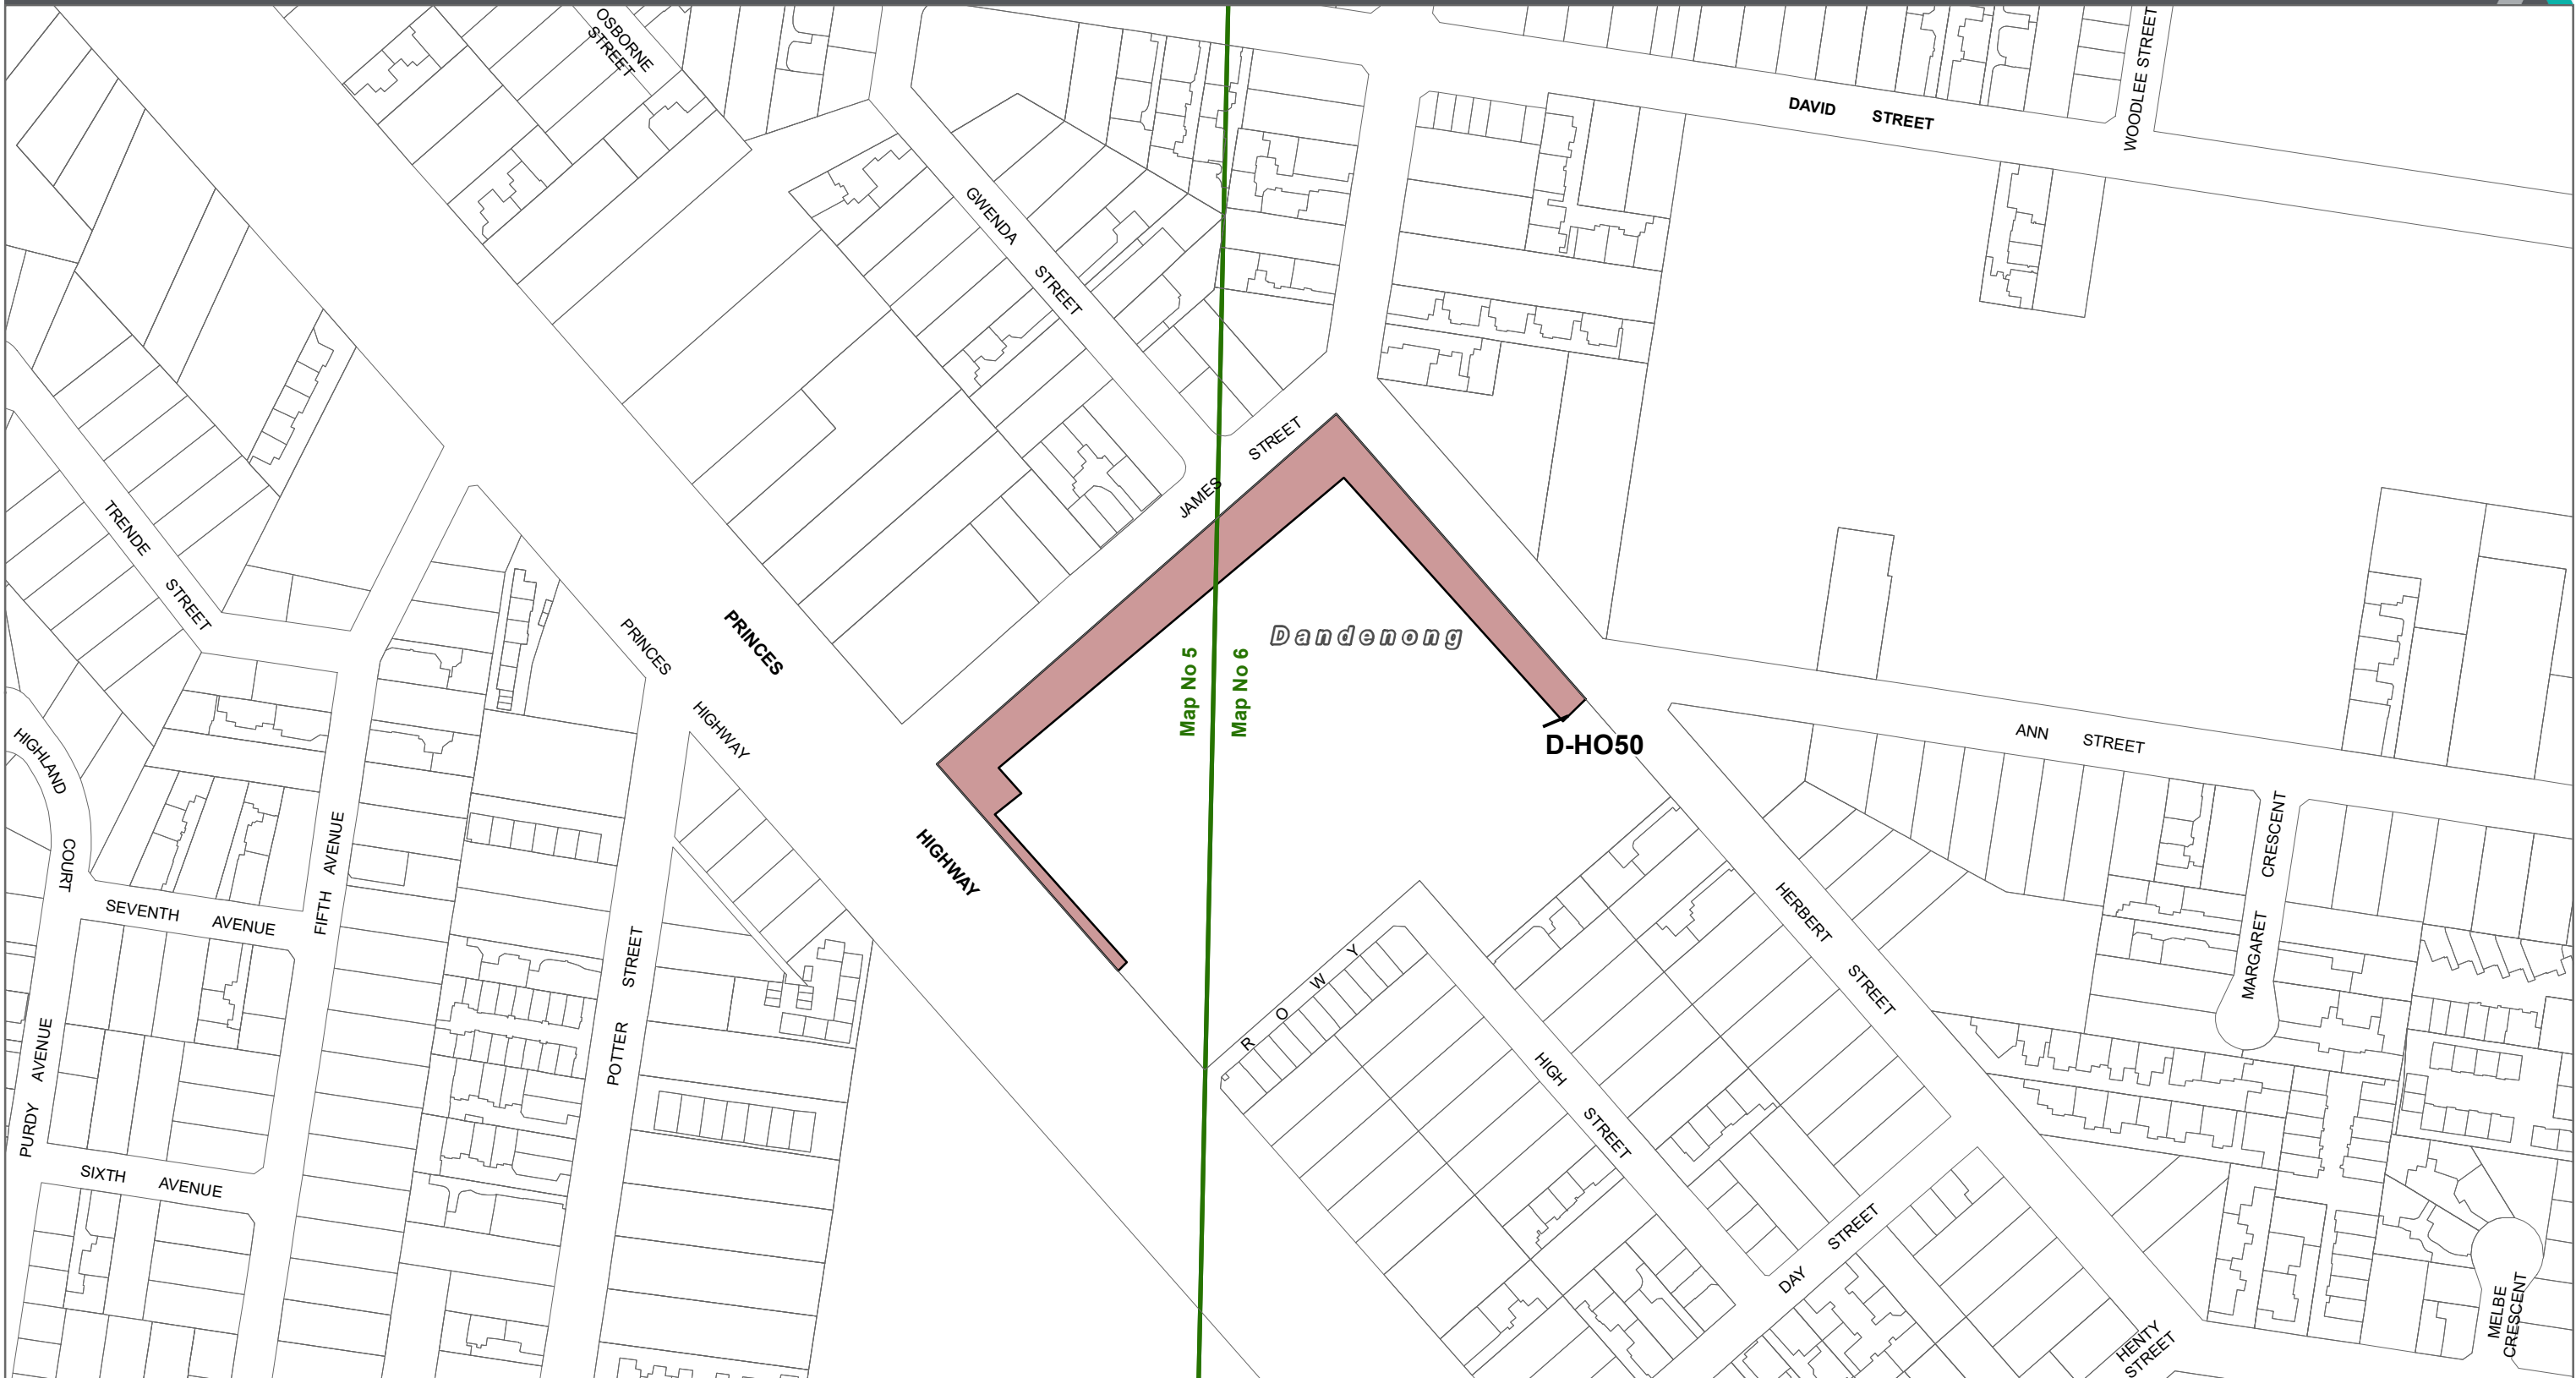 OSBORNE
STREET
WOODLEE STREET
DAVID STREET
GWENDA
STREET
STREET
JAMES
TRENDE
STREET
PRINCES
PRINCES
HIGHWAY
HIGHWAY
Dandenong
Map No 5
Map No 6
D-HO50
ANN STREET
HIGHLAND
COURT
FIFTH AVENUE
SEVENTH AVENUE
POTTER STREET
PURDY AVENUE
SIXTH AVENUE
R O W Y
HIGH
STREET
HERBERT
STREET
MARGARET CRESCENT
DAY STREET
HENTY
STREET
MELBE
CRESCENT